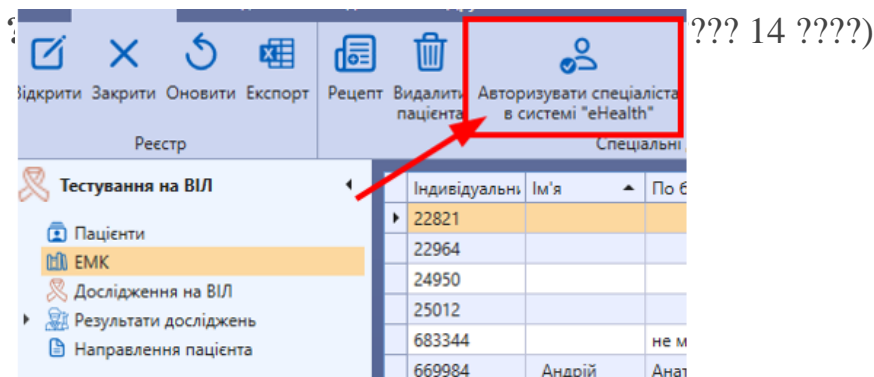 ??? 14 ????)
Відкрити Закрити Оновити Експорт Рецепт Видалити пацієнта Авторизувати спеціаліста в системі "eHealth"
Реєстр Спеціальні
Тестування на ВІЛ
Індивідуальн Ім'я По б
Пацієнти
22821
ЕМК
22964
Дослідження на ВІЛ
24950
Результати досліджень
25012
Направлення пацієнта
683344 не м
669984 Андрій Анат